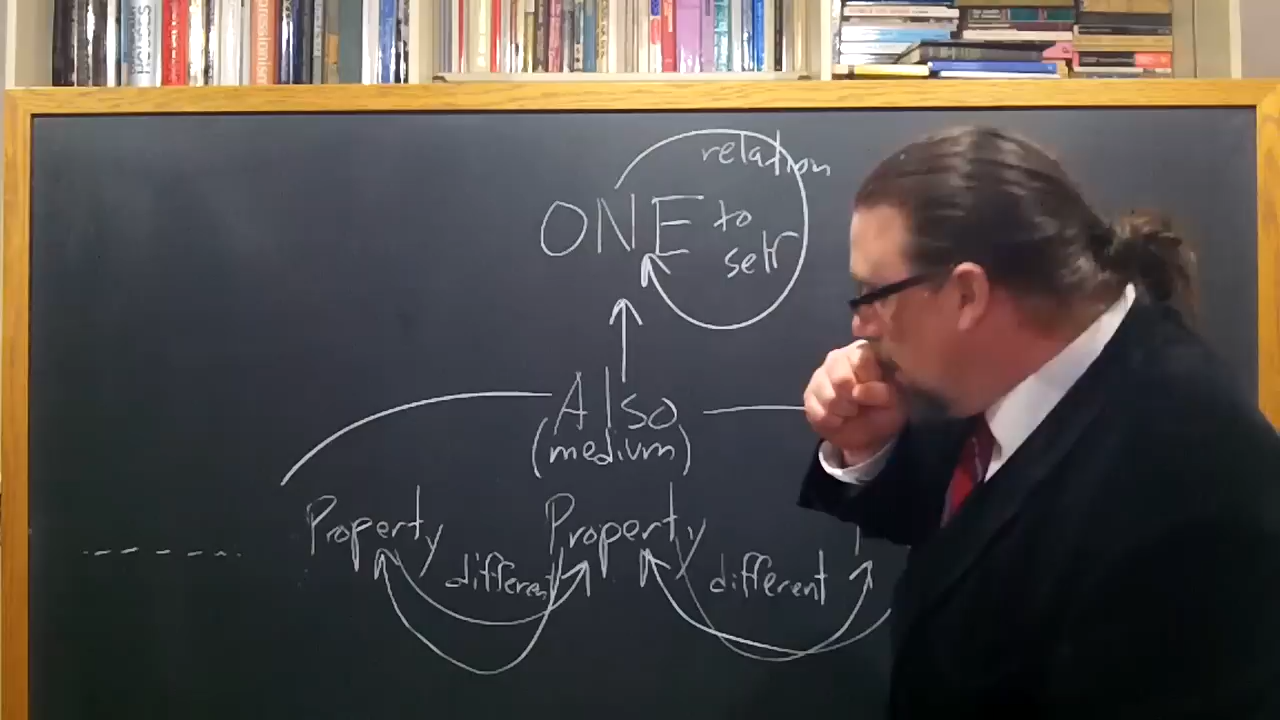 relation
ONE to
self
Also
(medium)
Property Property
different different